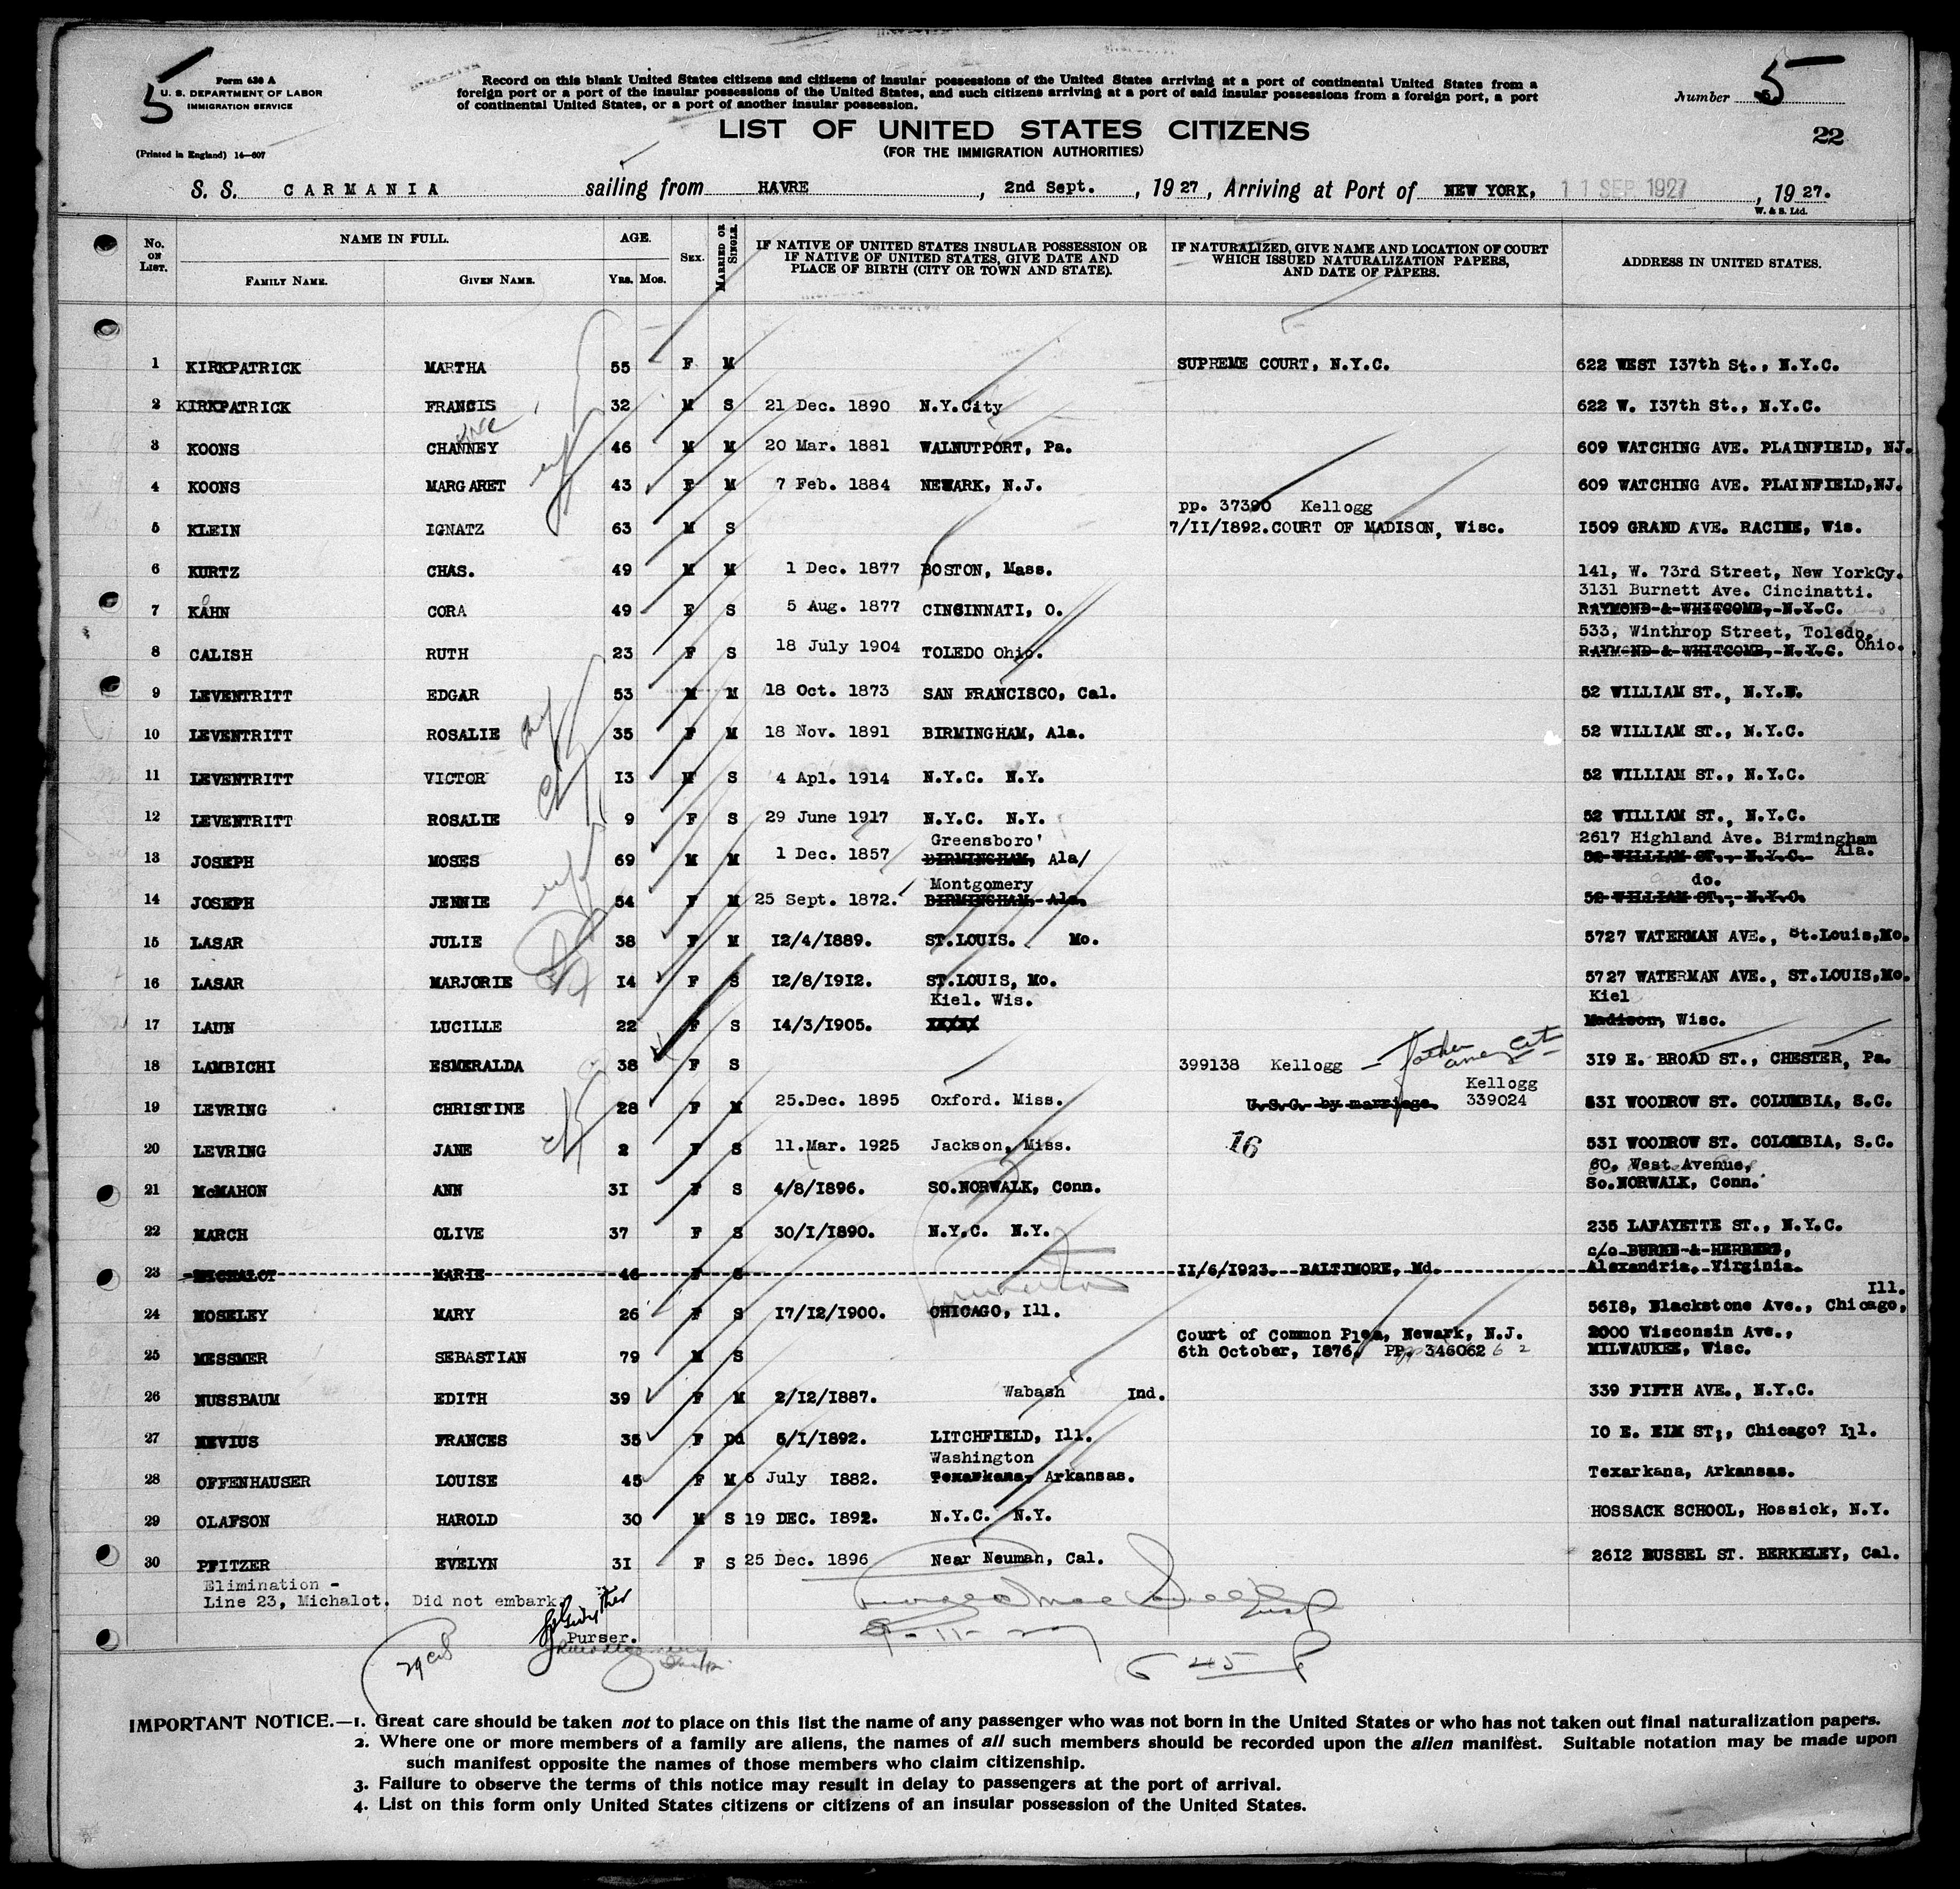 5
Form 630 A
U. S. DEPARTMENT OF LABOR
IMMIGRATION SERVICE
(Printed in England) 14—607
Record on this blank United States citizens and citizens of insular possessions of the United States arriving at a port of continental United States from a
foreign port or a port of the insular possessions of the United States, and such citizens arriving at a port of said insular possessions from a foreign port, a port
of continental United States, or a port of another insular possession.
Number 5
LIST OF UNITED STATES CITIZENS
(FOR THE IMMIGRATION AUTHORITIES)
22
S. S. CARMANIA sailing from HAVRE, 2nd Sept., 1927, Arriving at Port of NEW YORK, 11 SEP 1927, 1927.
W. & S. Ltd.
No. ON LIST. NAME IN FULL. FAMILY NAME. GIVEN NAME. AGE. YRS. MOS. SEX. MARRIED OR SINGLE. IF NATIVE OF UNITED STATES INSULAR POSSESSION OR IF NATIVE OF UNITED STATES, GIVE DATE AND PLACE OF BIRTH (CITY OR TOWN AND STATE). IF NATURALIZED, GIVE NAME AND LOCATION OF COURT WHICH ISSUED NATURALIZATION PAPERS, AND DATE OF PAPERS. ADDRESS IN UNITED STATES.
1 KIRKPATRICK MARTHA 55 F M SUPREME COURT, N.Y.C. 622 WEST 137th St., N.Y.C.
2 KIRKPATRICK FRANCIS 32 M S 21 Dec. 1890 N.Y.City 622 W. 137th St., N.Y.C.
3 KOONS CHANNEY 46 M M 20 Mar. 1881 WALNUTPORT, Pa. 609 WATCHING AVE. PLAINFIELD, NJ.
4 KOONS MARGARET 43 F M 7 Feb. 1884 NEWARK, N.J. 609 WATCHING AVE. PLAINFIELD,NJ.
pp. 37390 Kellogg
5 KLEIN IGNATZ 63 M S 7/11/1892.COURT OF MADISON, Wisc. 1509 GRAND AVE. RACINE, Wis.
6 KURTZ CHAS. 49 M M 1 Dec. 1877 BOSTON, Mass. 141, W. 73rd Street, New YorkCy.
3131 Burnett Ave. Cincinatti.
7 KAHN CORA 49 F S 5 Aug. 1877 CINCINNATI, O. RAYMOND & WHITCOMB, N.Y.C.
533, Winthrop Street, Toledo, Ohio.
8 CALISH RUTH 23 F S 18 July 1904 TOLEDO Ohio. RAYMOND & WHITCOMB, N.Y.C.
9 LEVENTRITT EDGAR 53 M M 18 Oct. 1873 SAN FRANCISCO, Cal. 52 WILLIAM ST., N.Y.
10 LEVENTRITT ROSALIE 35 F M 18 Nov. 1891 BIRMINGHAM, Ala. 52 WILLIAM ST., N.Y.C.
11 LEVENTRITT VICTOR 13 M S 4 Apl. 1914 N.Y.C. N.Y. 52 WILLIAM ST., N.Y.C.
12 LEVENTRITT ROSALIE 9 F S 29 June 1917 N.Y.C. N.Y. 52 WILLIAM ST., N.Y.C.
Greensboro' 2617 Highland Ave. Birmingham Ala.
13 JOSEPH MOSES 69 M M 1 Dec. 1857 BIRMINGHAM, Ala/ 52 WILLIAM ST., N.Y.C.
Montgomery do.
14 JOSEPH JENNIE 54 F M 25 Sept. 1872. BIRMINGHAM, Ala. 52 WILLIAM ST., N.Y.C.
15 LASAR JULIE 38 F M 12/4/1889. ST.LOUIS. Mo. 5727 WATERMAN AVE., St.Louis,Mo.
16 LASAR MARJORIE 14 F S 12/8/1912. ST.LOUIS, Mo. 5727 WATERMAN AVE., ST.LOUIS,Mo.
Kiel. Wis. Kiel
17 LAUN LUCILLE 22 F S 14/3/1905. Madison, Wisc.
18 LAMBICHI ESMERALDA 38 F S 399138 Kellogg — father 319 E. BROAD ST., CHESTER, Pa.
Kellogg
19 LEVRING CHRISTINE 28 F M 25.Dec. 1895 Oxford. Miss. U.S.C. by marriage. 339024 531 WOODROW ST. COLUMBIA, S.C.
20 LEVRING JANE 2 F S 11.Mar. 1925 Jackson, Miss. 16 531 WOODROW ST. COLOMBIA, S.C.
60, West Avenue,
21 McMAHON ANN 31 F S 4/8/1896. SO.NORWALK, Conn. So.NORWALK, Conn.
22 MARCH OLIVE 37 F S 30/1/1890. N.Y.C. N.Y. 235 LAFAYETTE ST., N.Y.C.
c/o BURKE & HERBERT,
23 MICHALOT MARIE 46 F S 11/6/1923. BALTIMORE, Md. Alexandria, Virginia.
Ill.
24 MOSELEY MARY 26 F S 17/12/1900. CHICAGO, Ill. 5618, Blackstone Ave., Chicago,
Court of Common Plea, Newark, N.J. 2000 Wisconsin Ave.,
25 MESSMER SEBASTIAN 79 M S 6th October, 1876. PP. 346062 MILWAUKEE, Wisc.
26 NUSSBAUM EDITH 39 F M 2/12/1887. Wabash Ind. 339 FIFTH AVE., N.Y.C.
27 NEVIUS FRANCES 35 F Dd 5/1/1892. LITCHFIELD, Ill. 10 E. EIM ST;, Chicago? Ill.
Washington
28 OFFENHAUSER LOUISE 45 F M 6 July 1882. Texarkana, Arkansas. Texarkana, Arkansas.
29 OLAFSON HAROLD 30 M S 19 DEC. 1892. N.Y.C. N.Y. HOSSACK SCHOOL, Hossick, N.Y.
30 PFITZER EVELYN 31 F S 25 Dec. 1896 Near Neuman, Cal. 2612 RUSSEL ST. BERKELEY, Cal.
Elimination -
Line 23, Michalot. Did not embark.
Purser.
IMPORTANT NOTICE.—1. Great care should be taken not to place on this list the name of any passenger who was not born in the United States or who has not taken out final naturalization papers.
2. Where one or more members of a family are aliens, the names of all such members should be recorded upon the alien manifest. Suitable notation may be made upon
such manifest opposite the names of those members who claim citizenship.
3. Failure to observe the terms of this notice may result in delay to passengers at the port of arrival.
4. List on this form only United States citizens or citizens of an insular possession of the United States.